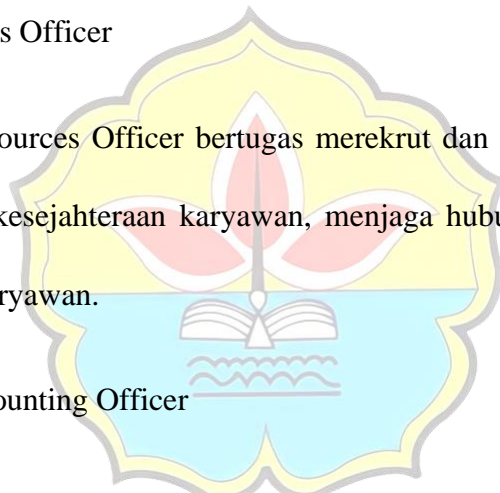 s Officer
ources Officer bertugas merekrut dan
kesejahteraan karyawan, menjaga hubu
ryawan.
ounting Officer